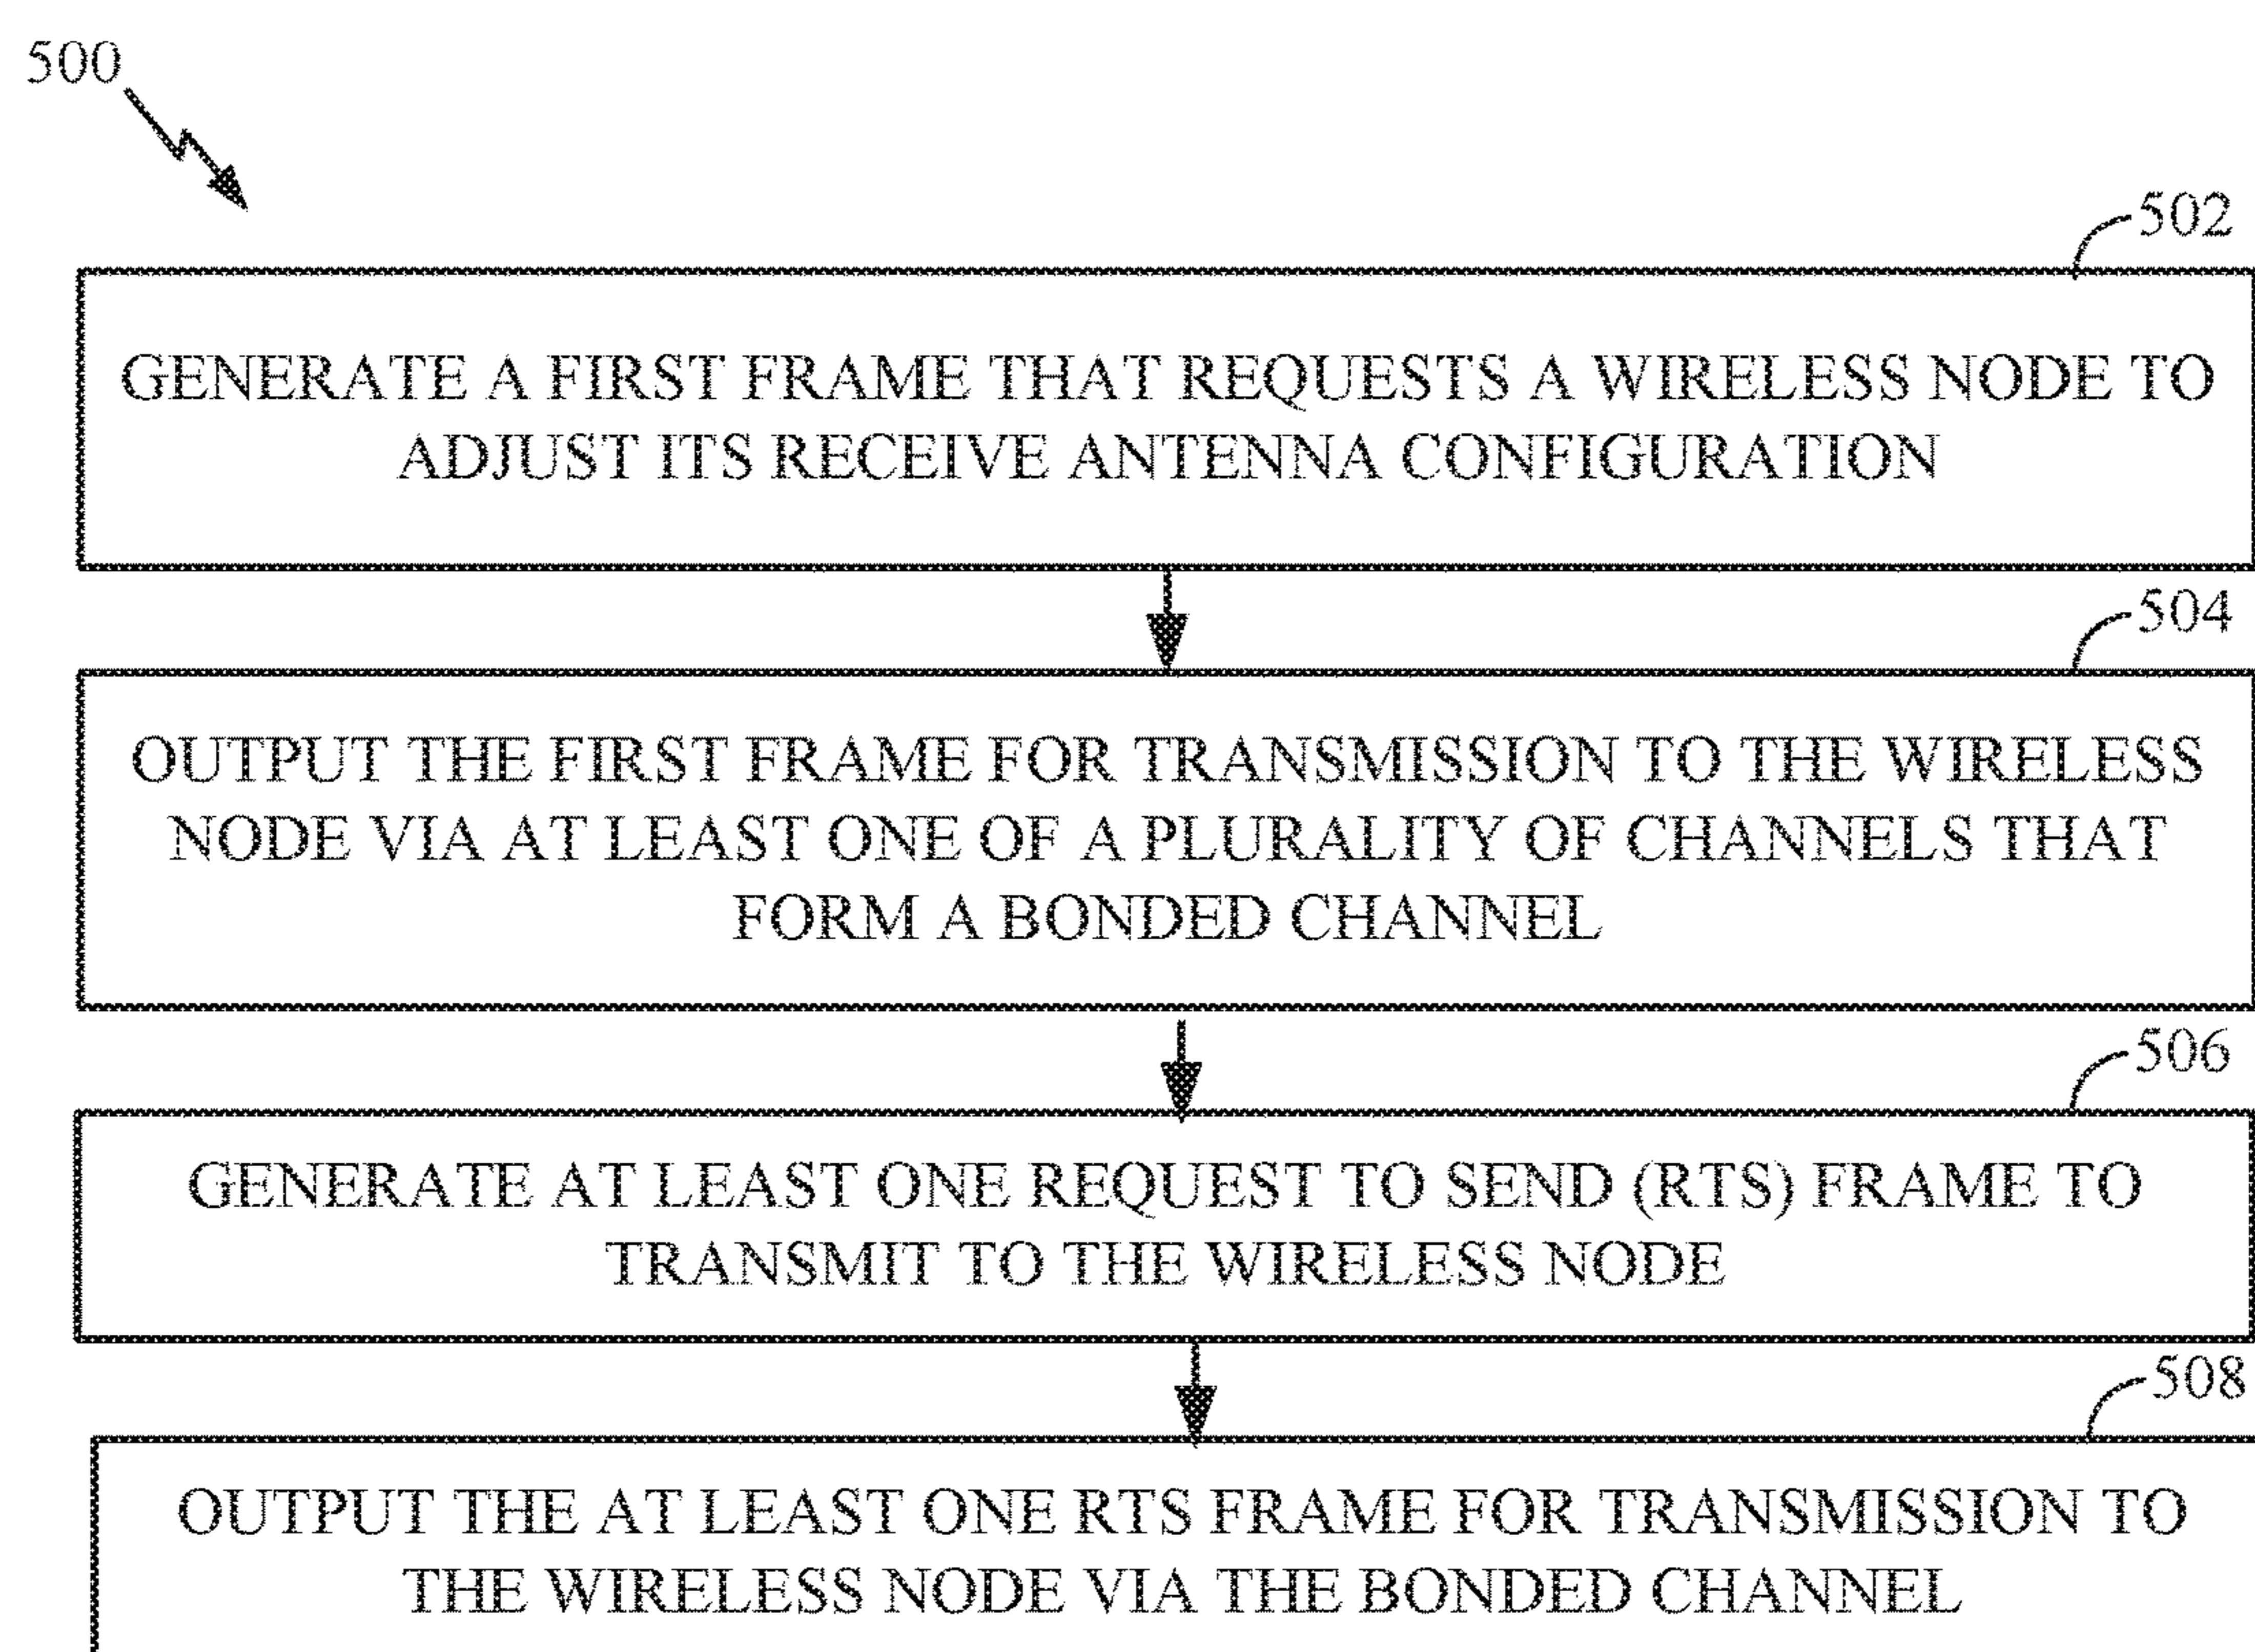 500
502
GENERATE A FIRST FRAME THAT REQUESTS A WIRELESS NODE TO
ADJUST ITS RECEIVE ANTENNA CONFIGURATION
504
OUTPUT THE FIRST FRAME FOR TRANSMISSION TO THE WIRELESS
NODE VIA AT LEAST ONE OF A PLURALITY OF CHANNELS THAT
FORM A BONDED CHANNEL
506
GENERATE AT LEAST ONE REQUEST TO SEND (RTS) FRAME TO
TRANSMIT TO THE WIRELESS NODE
508
OUTPUT THE AT LEAST ONE RTS FRAME FOR TRANSMISSION TO
THE WIRELESS NODE VIA THE BONDED CHANNEL